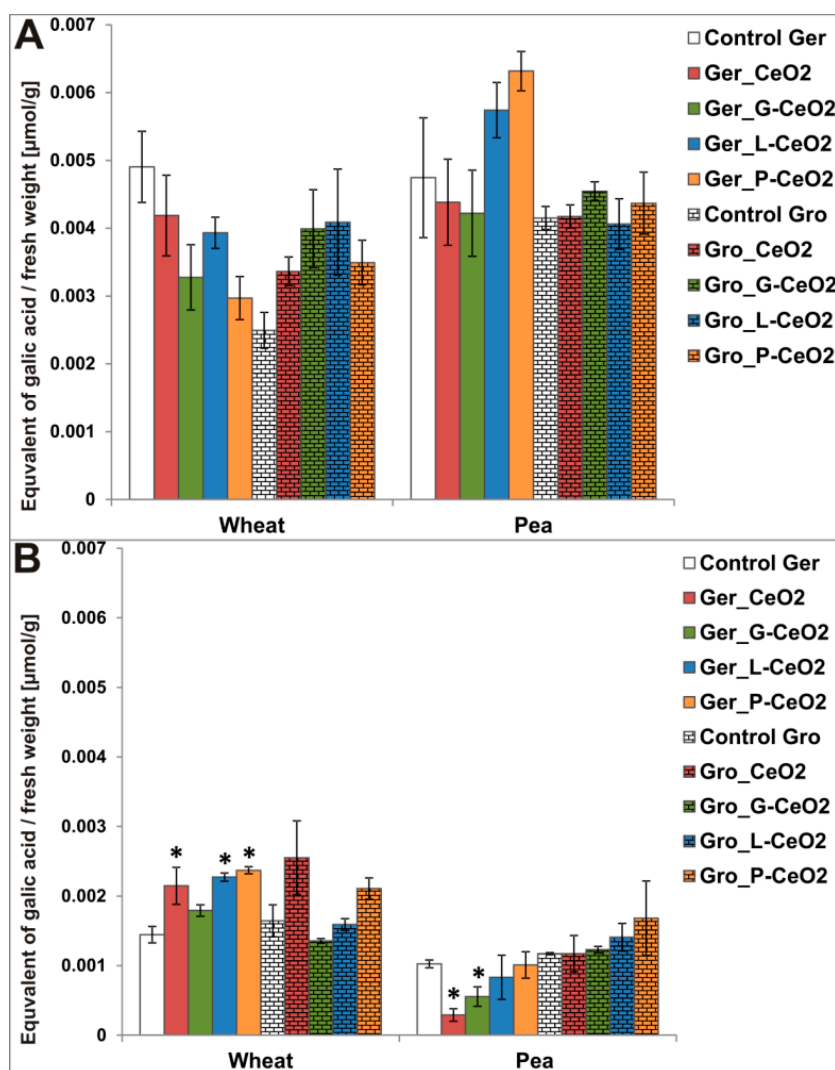 A
Equvalent of galic acid / fresh weight [µmol/g]
0.007
0.006
0.005
0.004
0.003
0.002
0.001
0
Wheat
Pea
Control Ger
Ger_CeO2
Ger_G-CeO2
Ger_L-CeO2
Ger_P-CeO2
Control Gro
Gro_CeO2
Gro_G-CeO2
Gro_L-CeO2
Gro_P-CeO2
B
Equvalent of galic acid / fresh weight [µmol/g]
0.007
0.006
0.005
0.004
0.003
0.002
0.001
0
* * *
* *
Wheat
Pea
Control Ger
Ger_CeO2
Ger_G-CeO2
Ger_L-CeO2
Ger_P-CeO2
Control Gro
Gro_CeO2
Gro_G-CeO2
Gro_L-CeO2
Gro_P-CeO2